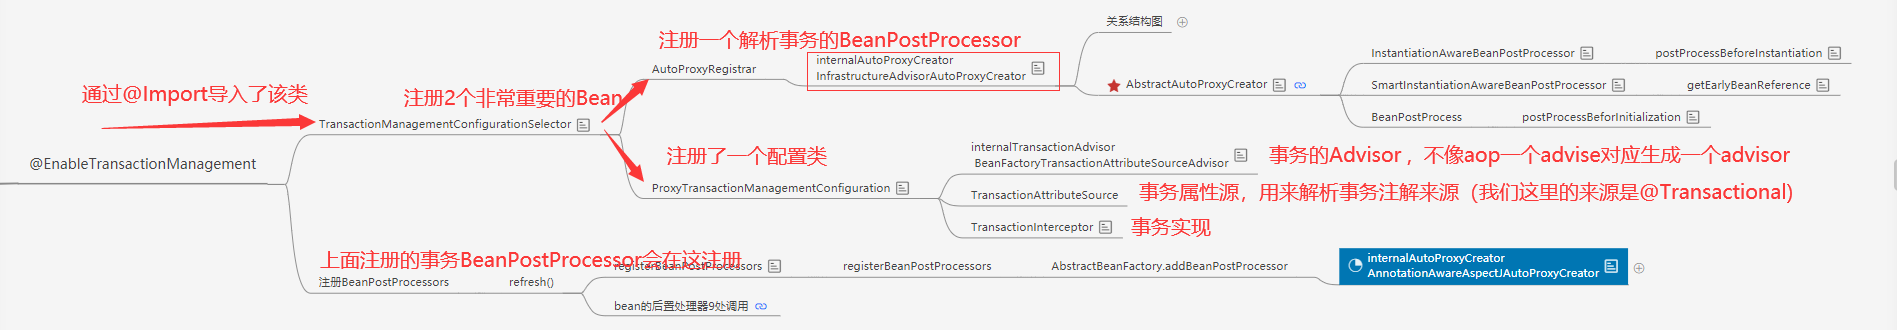 关系结构图
注册一个解析事务的BeanPostProcessor
internalAutoProxyCreator
InfrastructureAdvisorAutoProxyCreator
AutoProxyRegistrar
AbstractAutoProxyCreator
InstantiationAwareBeanPostProcessor
postProcessBeforeInstantiation
SmartInstantiationAwareBeanPostProcessor
getEarlyBeanReference
BeanPostProcess
postProcessBeforInitialization
通过@Import导入了该类
注册2个非常重要的Bean
TransactionManagementConfigurationSelector
@EnableTransactionManagement
注册了一个配置类
ProxyTransactionManagementConfiguration
internalTransactionAdvisor
BeanFactoryTransactionAttributeSourceAdvisor
事务的Advisor ，不像aop一个advise对应生成一个advisor
TransactionAttributeSource
事务属性源，用来解析事务注解来源（我们这里的来源是@Transactional)
TransactionInterceptor
事务实现
上面注册的事务BeanPostProcessor会在这注册
注册BeanPostProcessors
refresh()
registerBeanPostProcessors
registerBeanPostProcessors
AbstractBeanFactory.addBeanPostProcessor
internalAutoProxyCreator
AnnotationAwareAspectJAutoProxyCreator
bean的后置处理器9处调用